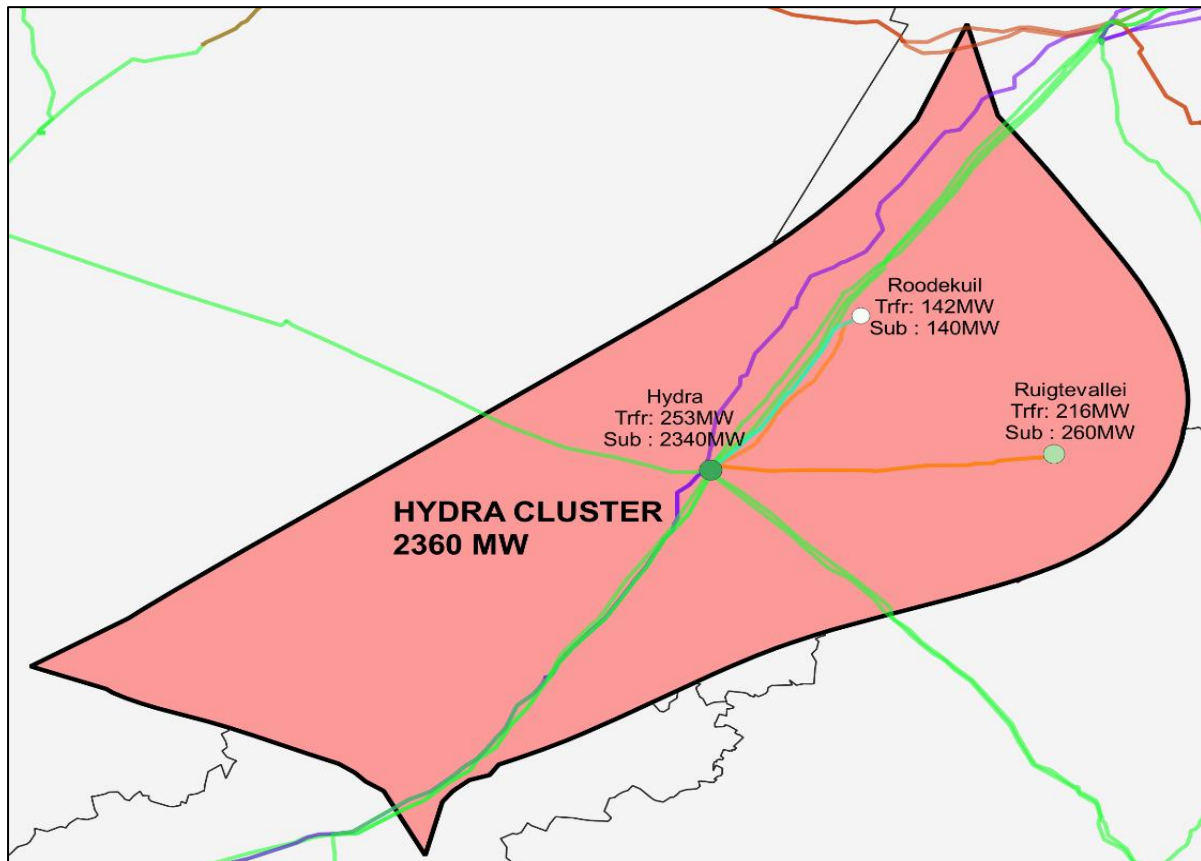 Roodekuil
Trfr: 142MW
Sub : 140MW
Ruigtevallei
Trfr: 216MW
Sub : 260MW
Hydra
Trfr: 253MW
Sub : 2340MW
HYDRA CLUSTER
2360 MW